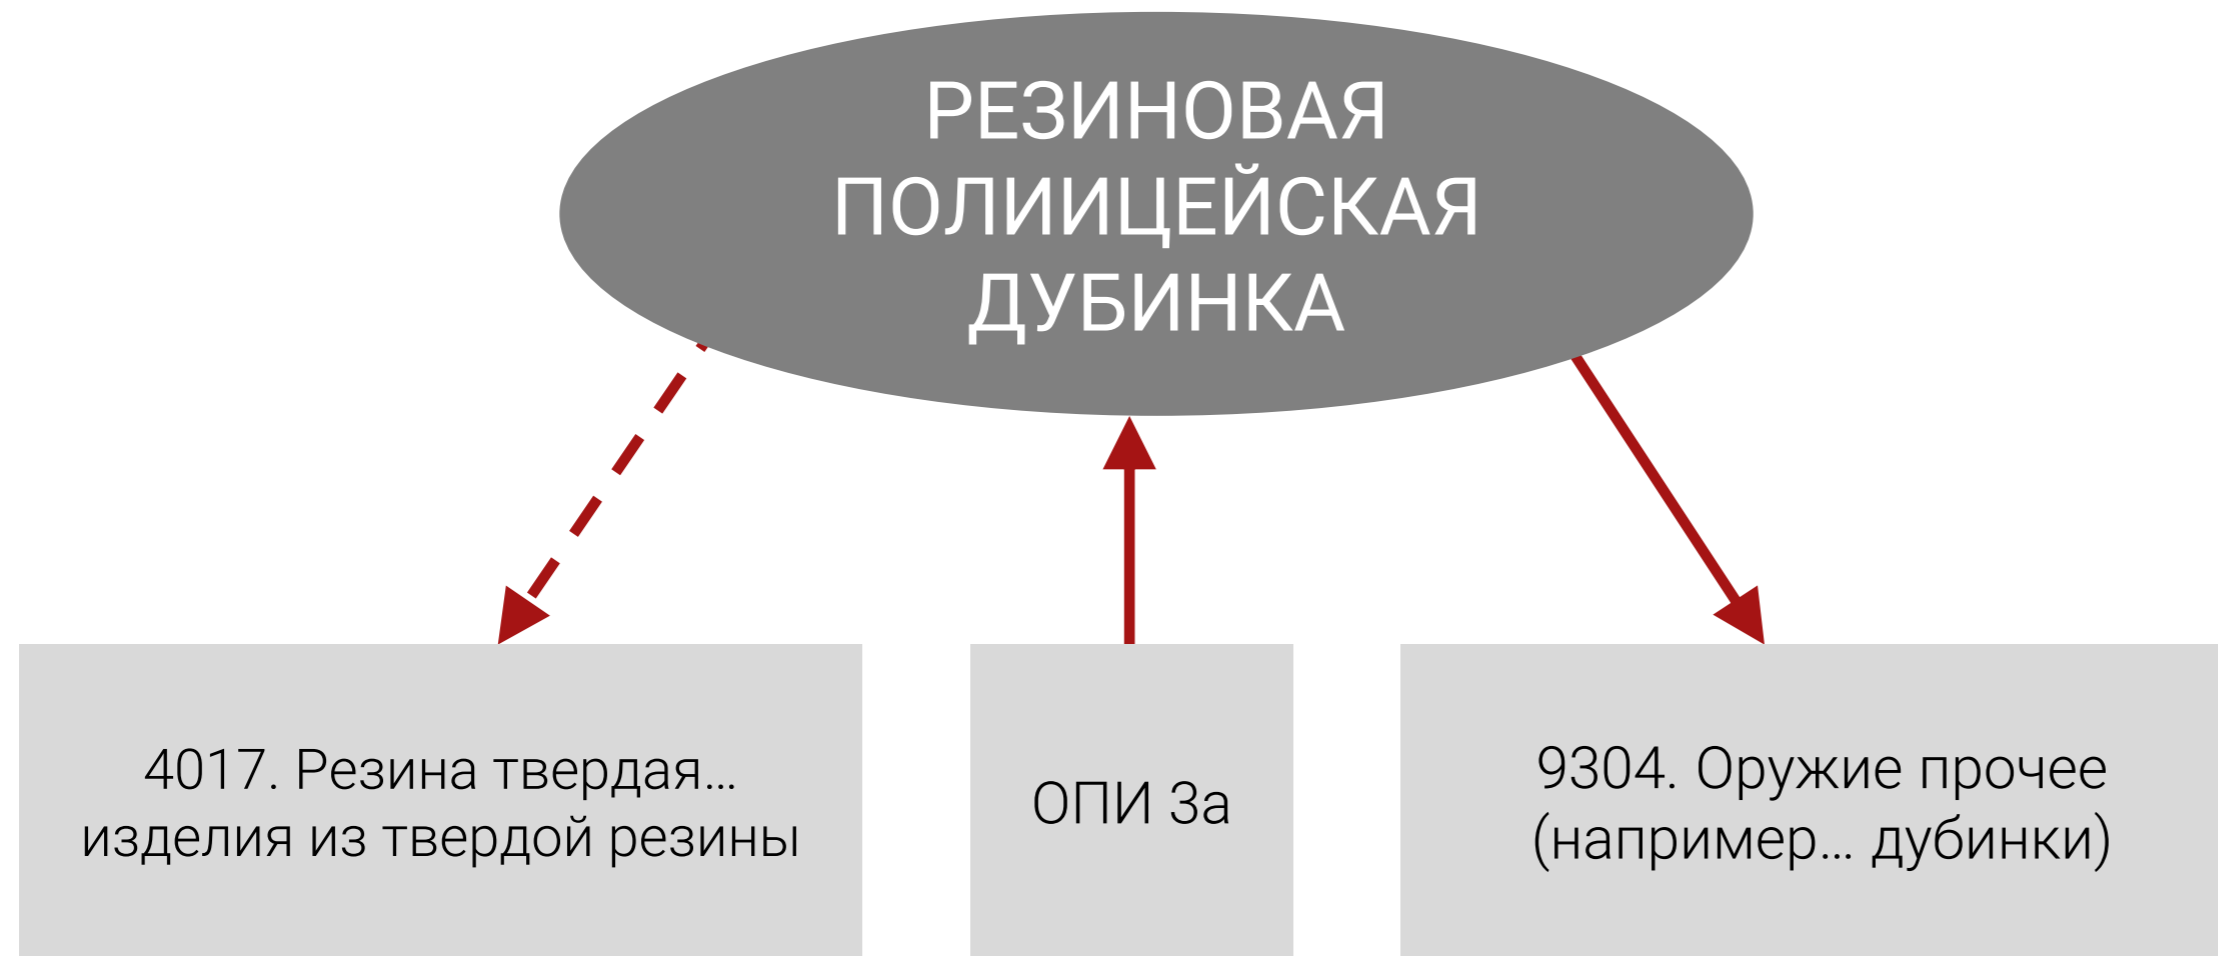 РЕЗИНОВАЯ
ПОЛИИЦЕЙСКАЯ
ДУБИНКА
4017. Резина твердая...
изделия из твердой резины
ОПИ 3а
9304. Оружие прочее
(например... дубинки)